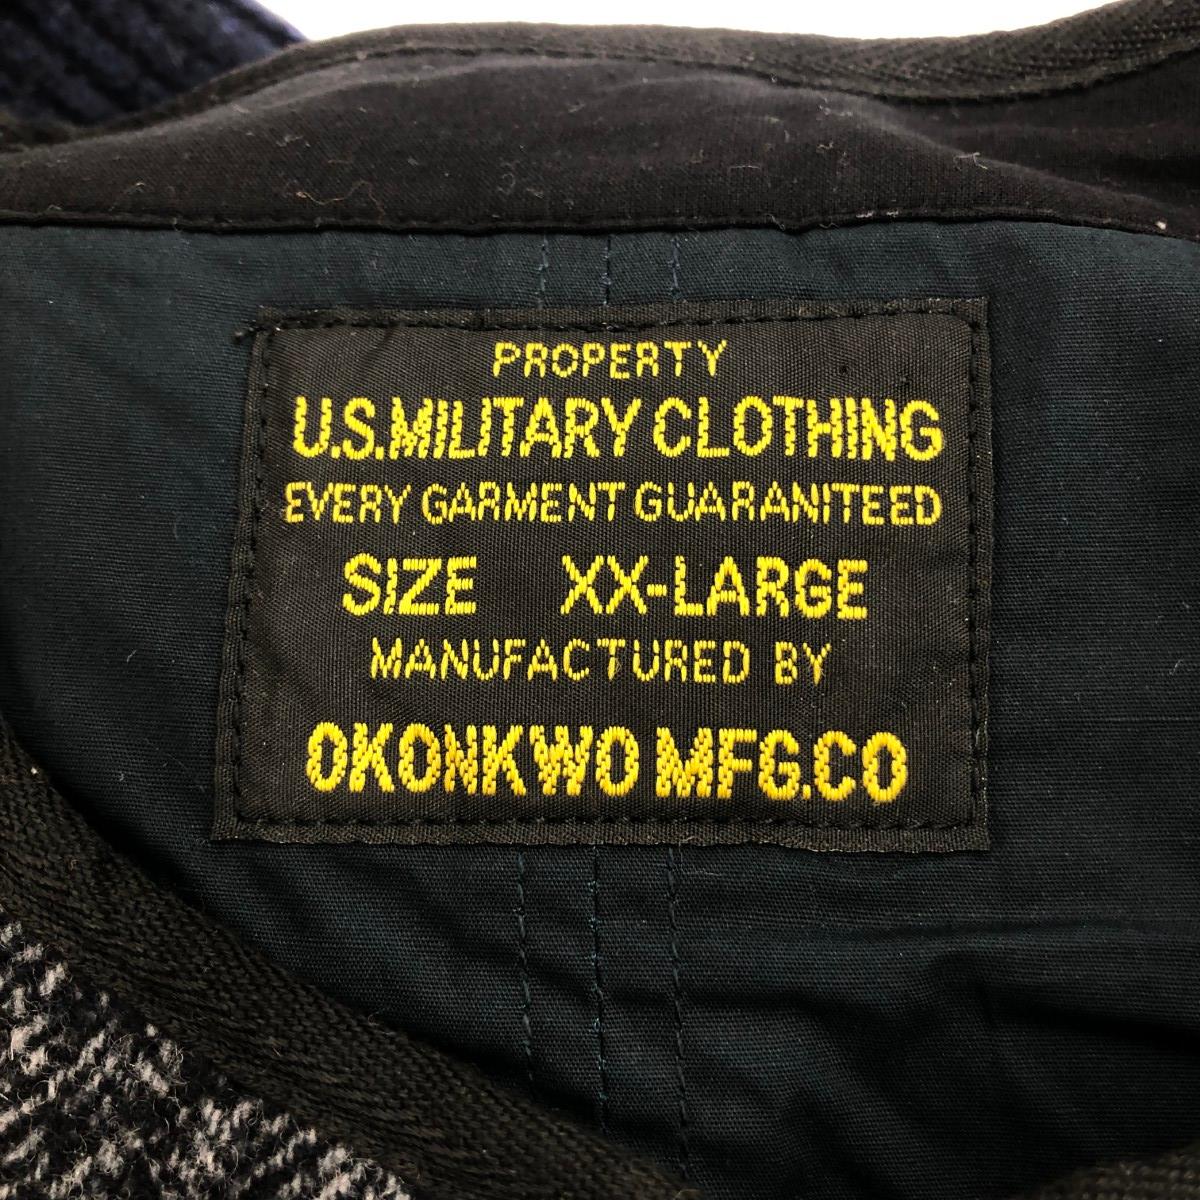 PROPERTY
U.S.MILITARY CLOTHING
EVERY GARMENT GUARANITEED
SIZE XX-LARGE
MANUFACTURED BY
OKONKWO MFG.CO